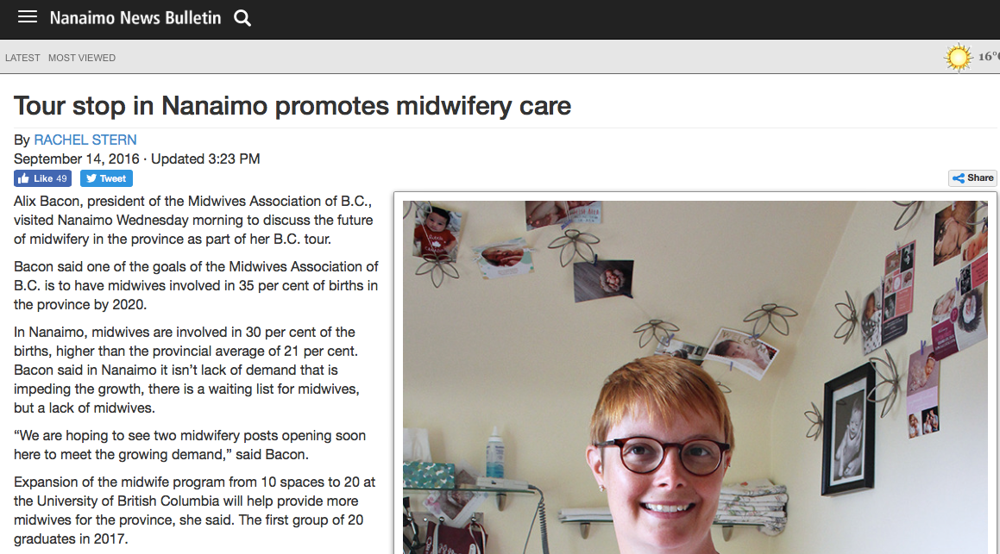 Nanaimo News Bulletin
LATEST MOST VIEWED
16°
Tour stop in Nanaimo promotes midwifery care
By RACHEL STERN
September 14, 2016 · Updated 3:23 PM
Like 49 Tweet
Share
Alix Bacon, president of the Midwives Association of B.C.,
visited Nanaimo Wednesday morning to discuss the future
of midwifery in the province as part of her B.C. tour.
Bacon said one of the goals of the Midwives Association of
B.C. is to have midwives involved in 35 per cent of births in
the province by 2020.
In Nanaimo, midwives are involved in 30 per cent of the
births, higher than the provincial average of 21 per cent.
Bacon said in Nanaimo it isn’t lack of demand that is
impeding the growth, there is a waiting list for midwives,
but a lack of midwives.
“We are hoping to see two midwifery posts opening soon
here to meet the growing demand,” said Bacon.
Expansion of the midwife program from 10 spaces to 20 at
the University of British Columbia will help provide more
midwives for the province, she said. The first group of 20
graduates in 2017.